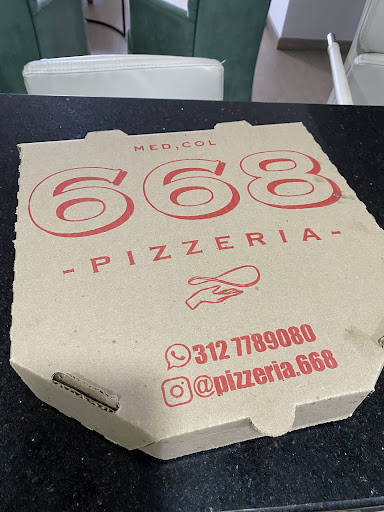 MED,COL
668
-PIZZERIA-
312 7789080
@pizzeria.668